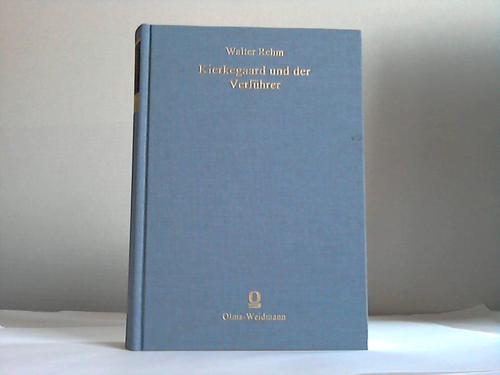 Walter Rehm
Kierkegaard und der
Verführer
Olms-Weidmann